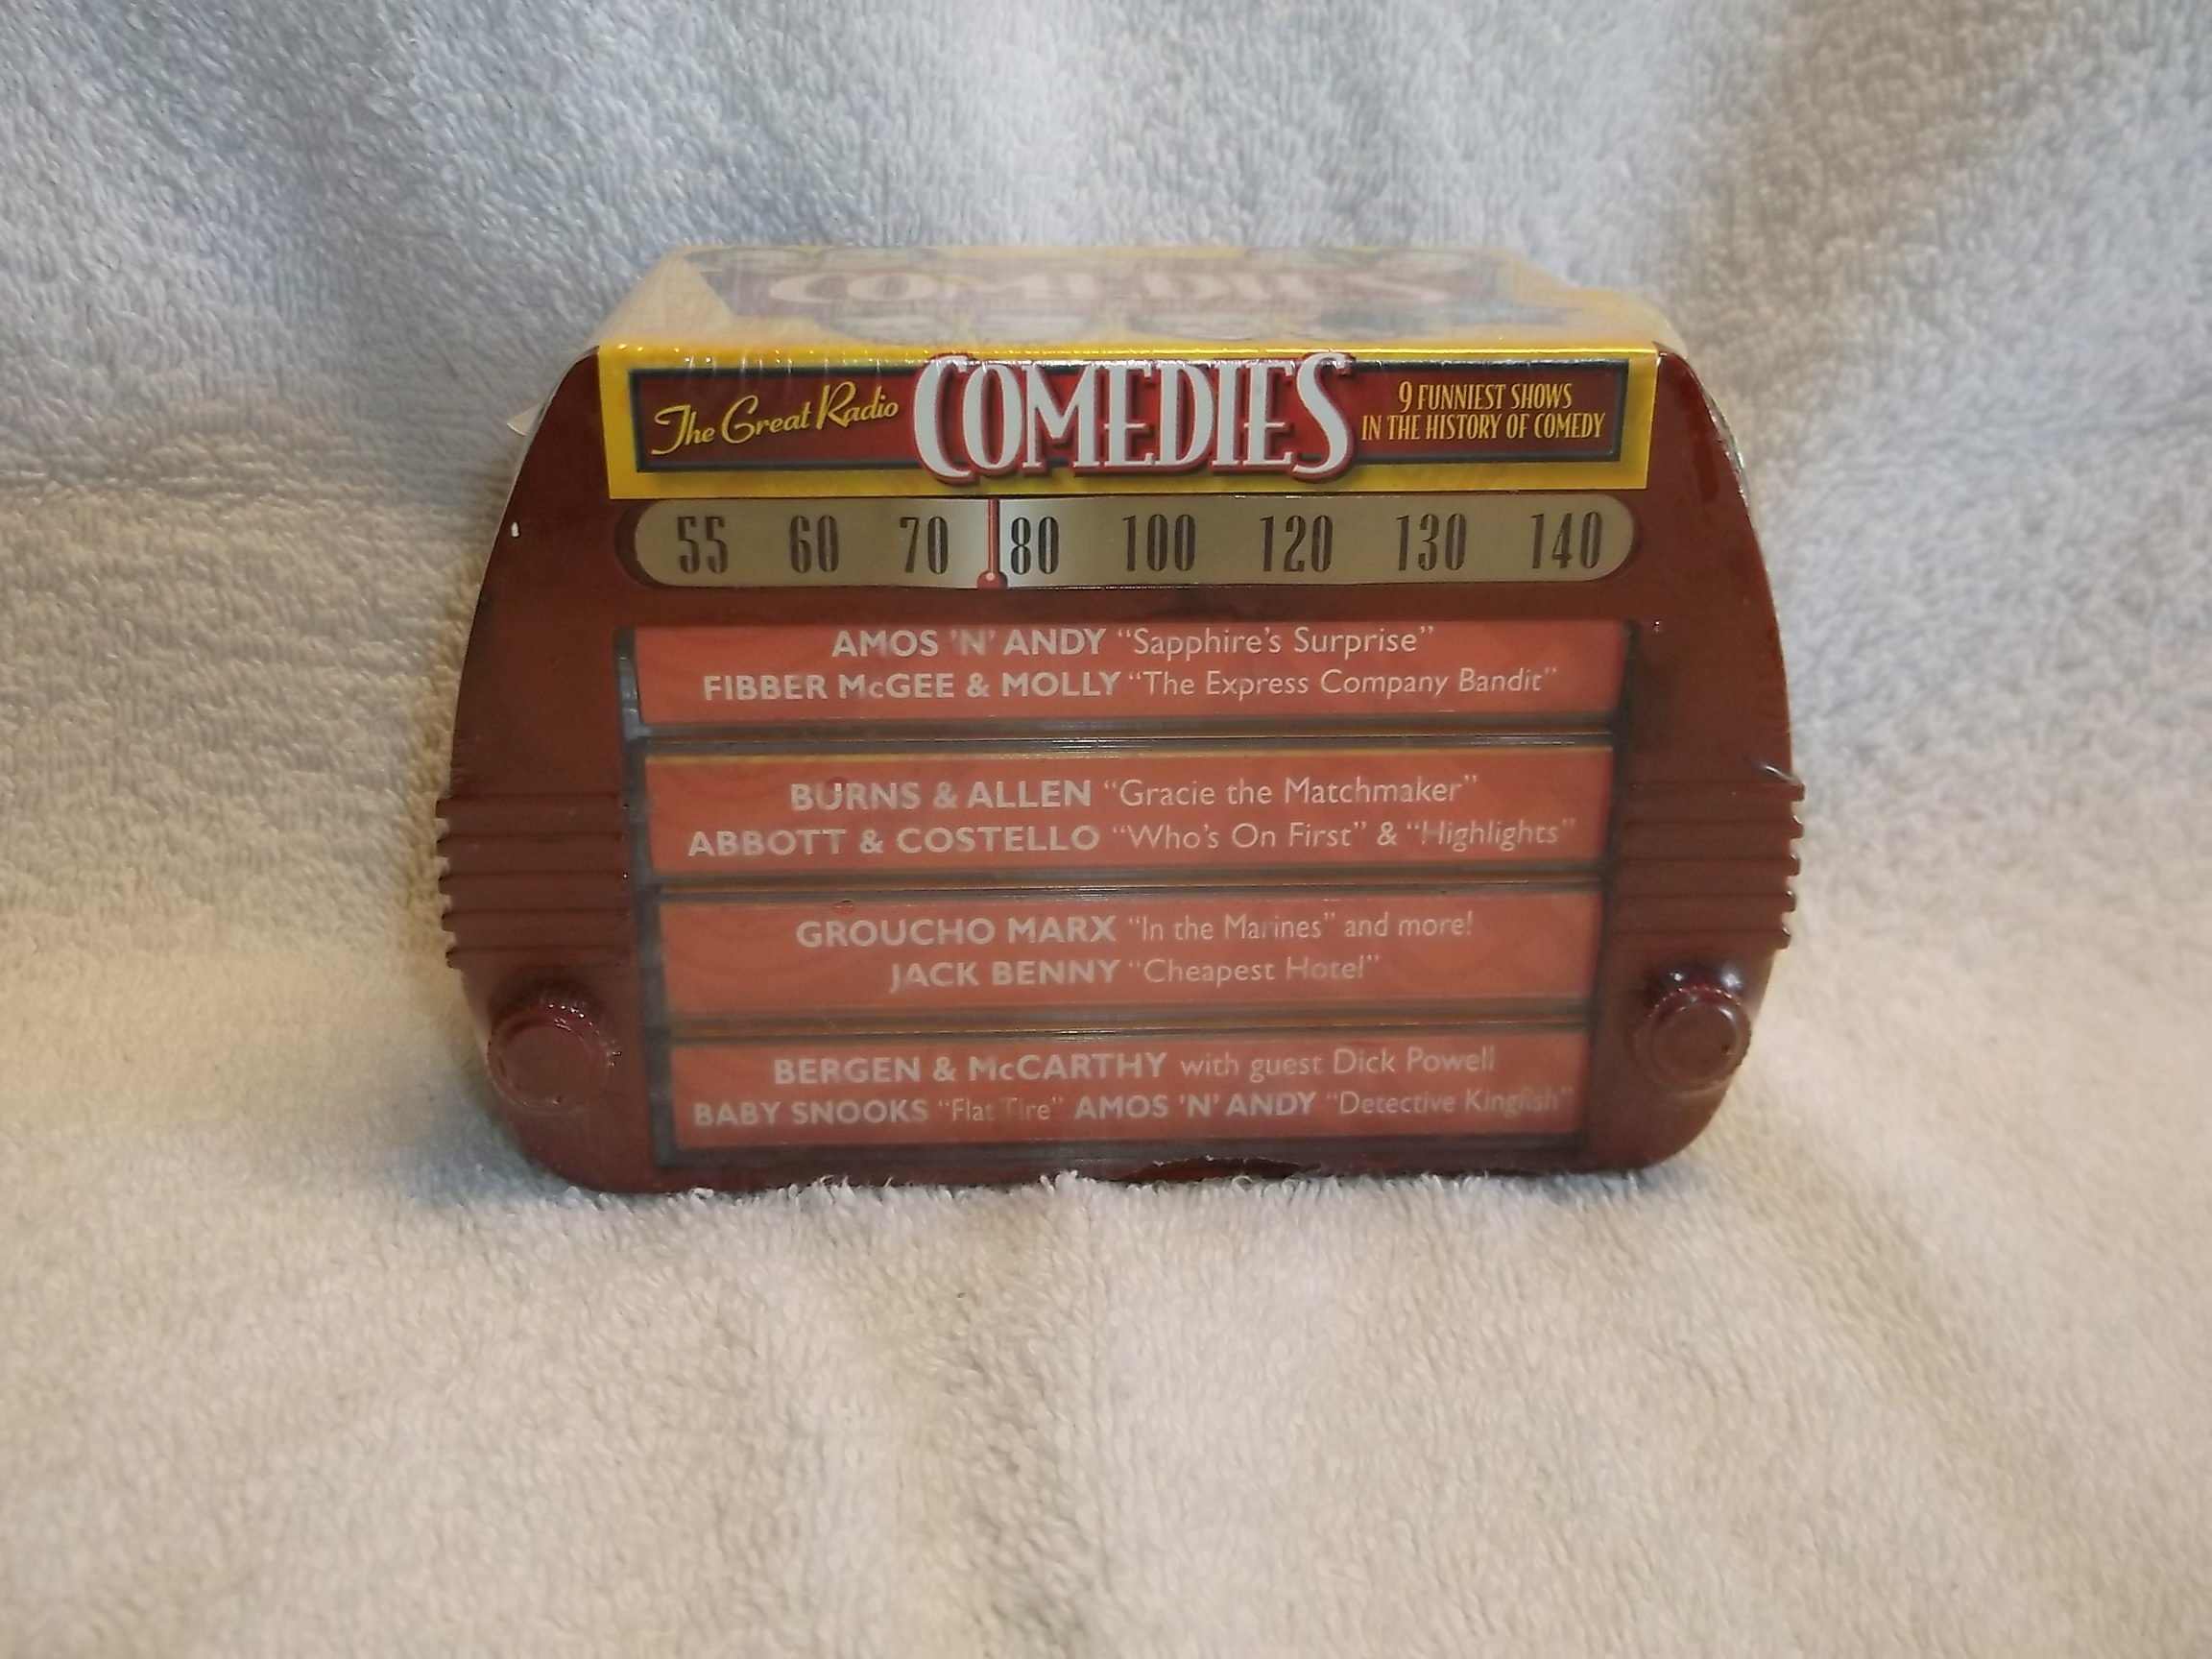 COMEDIES
The Great Radio COMEDIES
9 FUNNIEST SHOWS
IN THE HISTORY OF COMEDY
55 60 70 80 100 120 130 140
AMOS 'N' ANDY “Sapphire's Surprise”
FIBBER McGEE & MOLLY “The Express Company Bandit”
BURNS & ALLEN “Gracie the Matchmaker”
ABBOTT & COSTELLO “Who's On First” & “Highlights”
GROUCHO MARX “In the Marines” and more!
JACK BENNY “Cheapest Hotel”
BERGEN & McCARTHY with guest Dick Powell
BABY SNOOKS “Flat Tire” AMOS 'N' ANDY “Detective Kingfish”